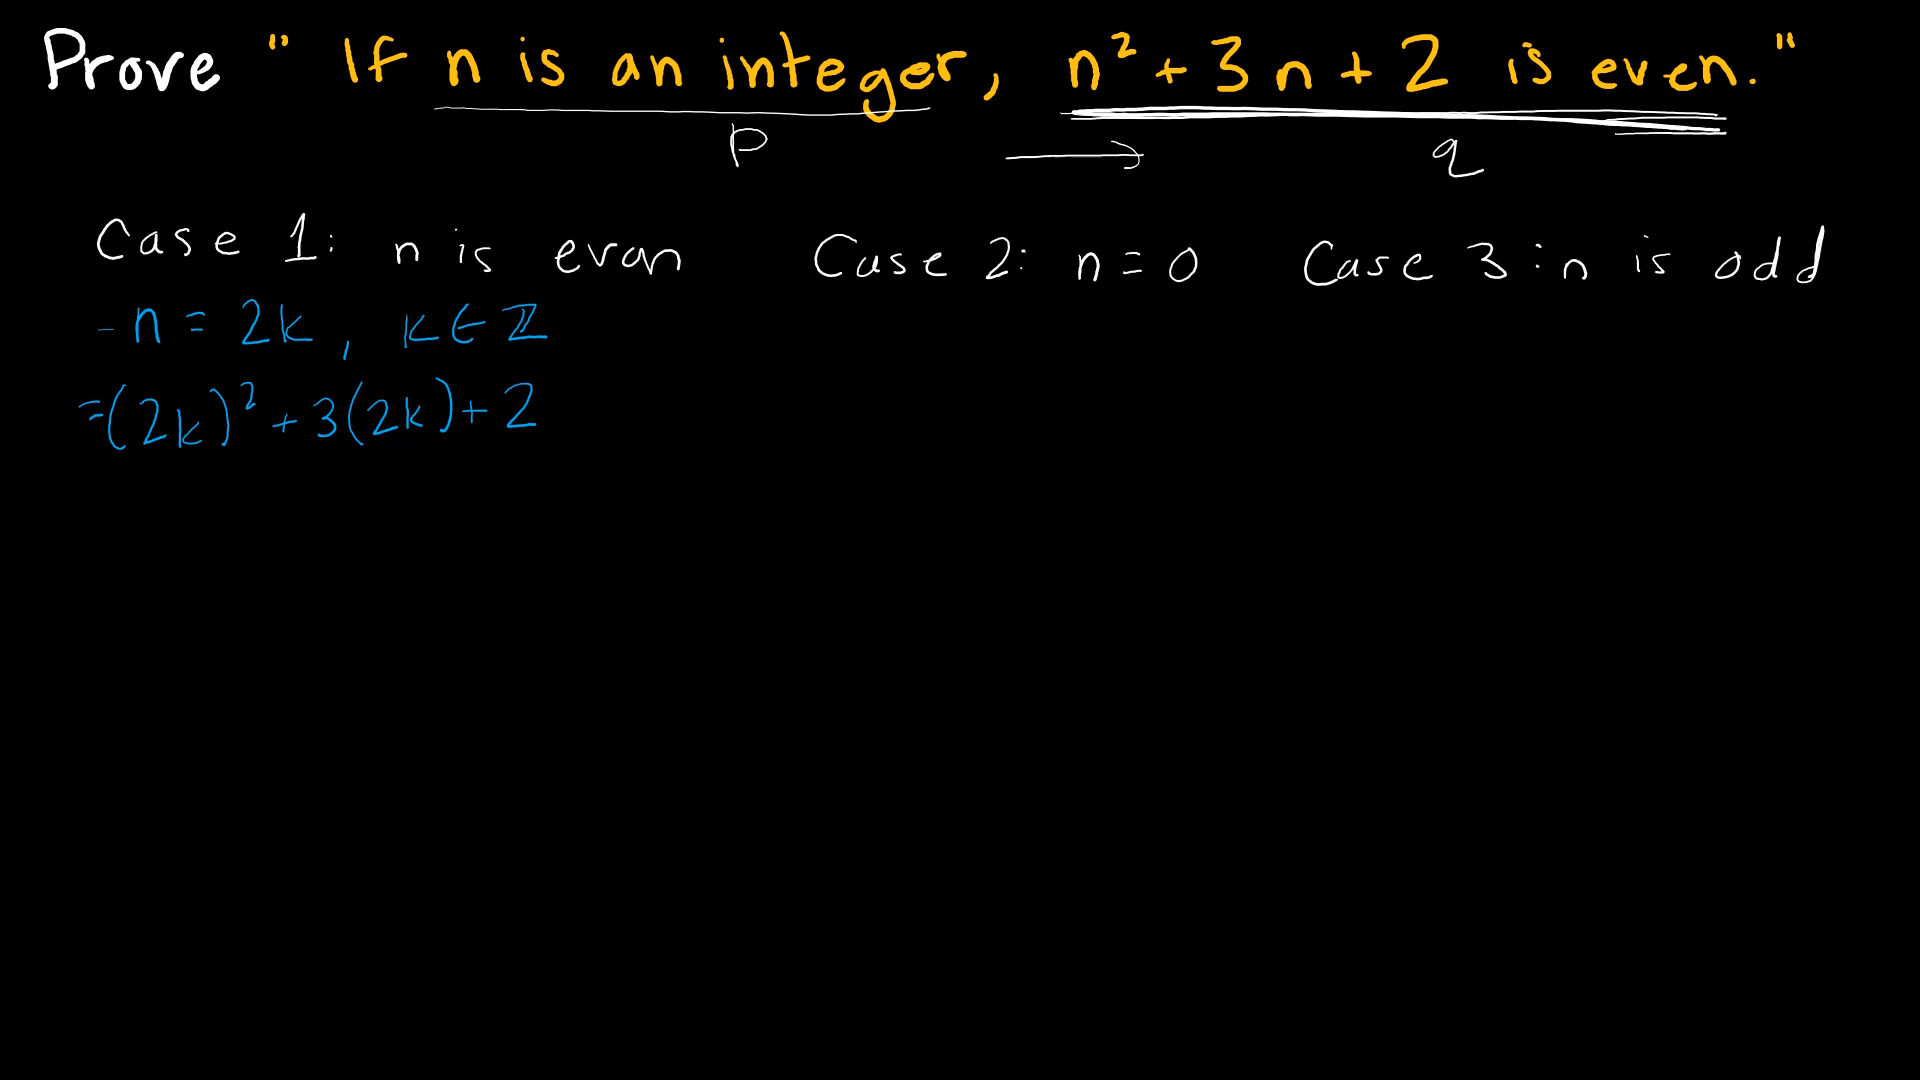 Prove " If n is an integer, n² + 3n + 2 is even."
p → q
Case 1: n is even Case 2: n = 0 Case 3: n is odd
- n = 2k, k ∈ ℤ
= (2k)² + 3(2k) + 2